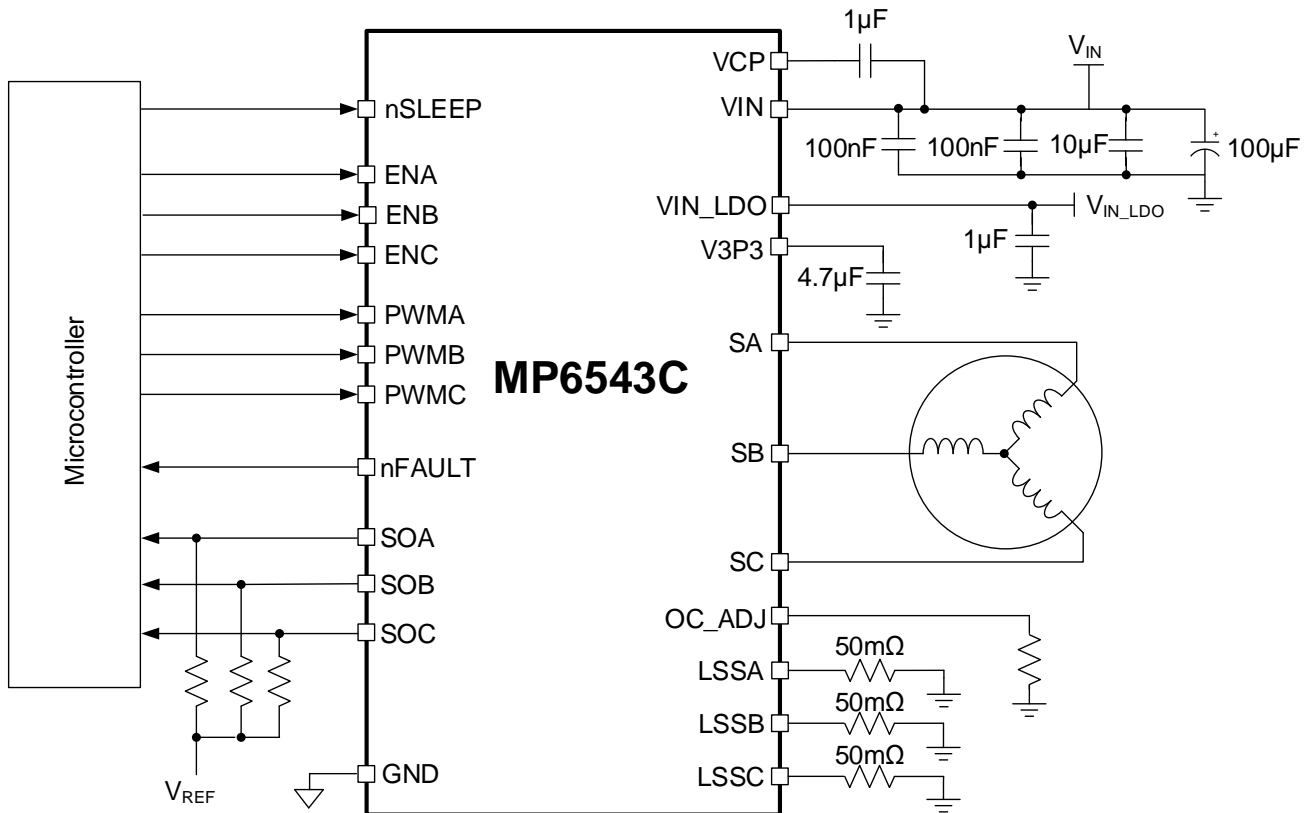 Microcontroller
nSLEEP
ENA
ENB
ENC
PWMA
PWMB
PWMC
nFAULT
SOA
SOB
SOC
GND
VREF
MP6543C
VCP
VIN
VIN_LDO
V3P3
SA
SB
SC
OC_ADJ
LSSA
LSSB
LSSC
1µF
VIN
100nF
100nF
10µF
+
100µF
VIN_LDO
1µF
4.7µF
50mΩ
50mΩ
50mΩ